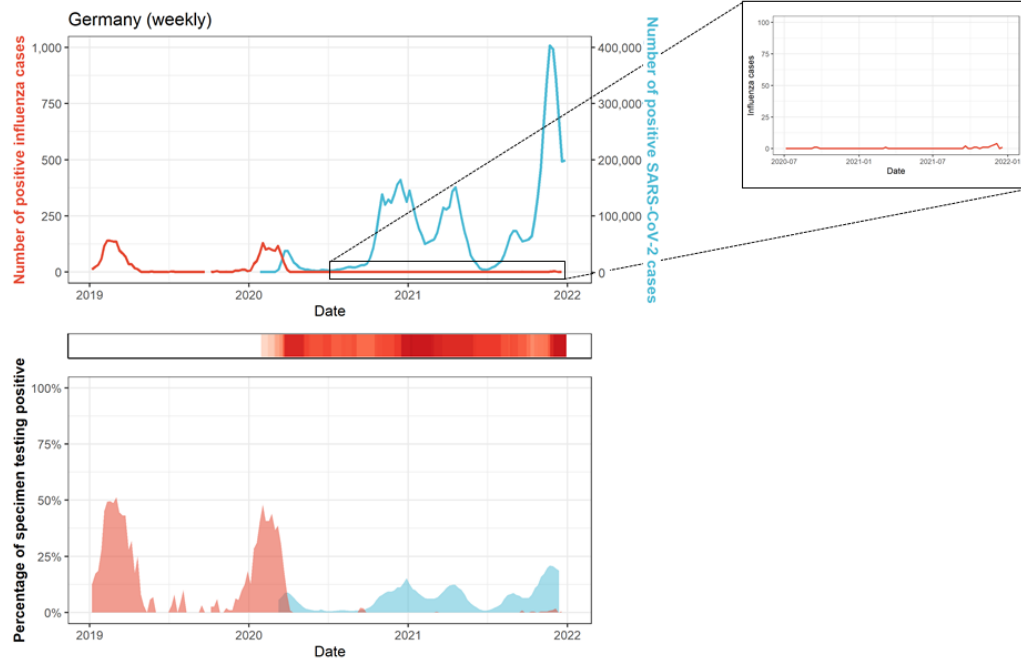 Germany (weekly)
Number of positive influenza cases
1,000
750
500
250
0
400,000
300,000
200,000
100,000
0
Number of positive SARS-CoV-2 cases
2019 2020 2021 2022
Date
100
75
50
25
0
Influenza cases
2020-07 2021-01 2021-07 2022-01
Date
Percentage of specimen testing positive
100%
75%
50%
25%
0%
2019 2020 2021 2022
Date